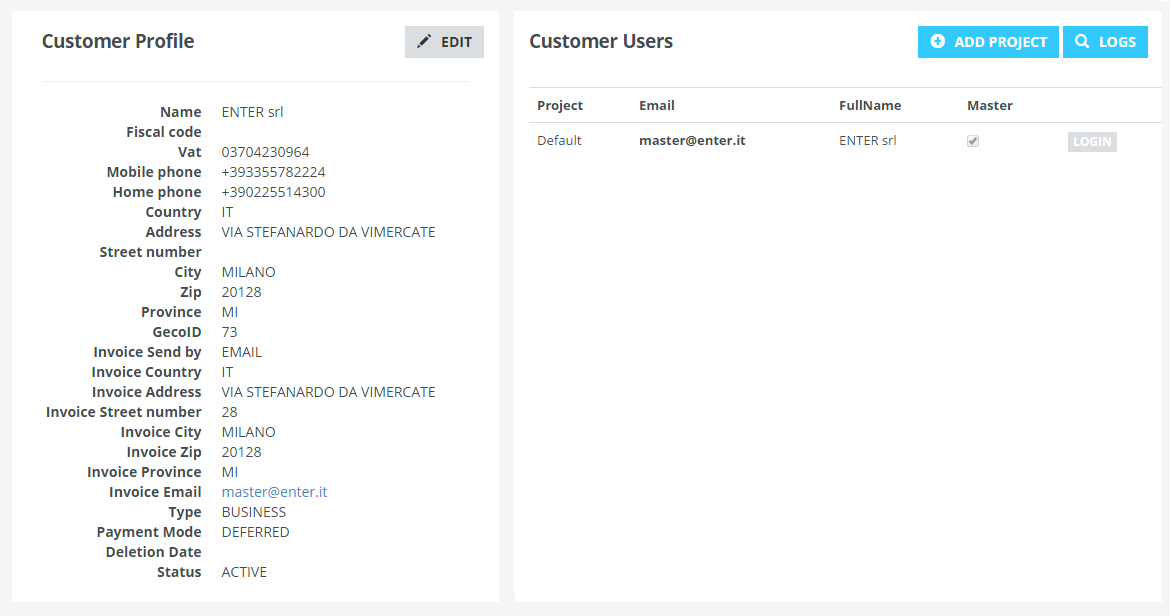 Customer Profile
EDIT
Name ENTER srl
Fiscal code
Vat 03704230964
Mobile phone +393355782224
Home phone +390225514300
Country IT
Address VIA STEFANARDO DA VIMERCATE
Street number
City MILANO
Zip 20128
Province MI
GecoID 73
Invoice Send by EMAIL
Invoice Country IT
Invoice Address VIA STEFANARDO DA VIMERCATE
Invoice Street number 28
Invoice City MILANO
Invoice Zip 20128
Invoice Province MI
Invoice Email master@enter.it
Type BUSINESS
Payment Mode DEFERRED
Deletion Date
Status ACTIVE
Customer Users
ADD PROJECT
LOGS
Project Email FullName Master
Default master@enter.it ENTER srl LOGIN